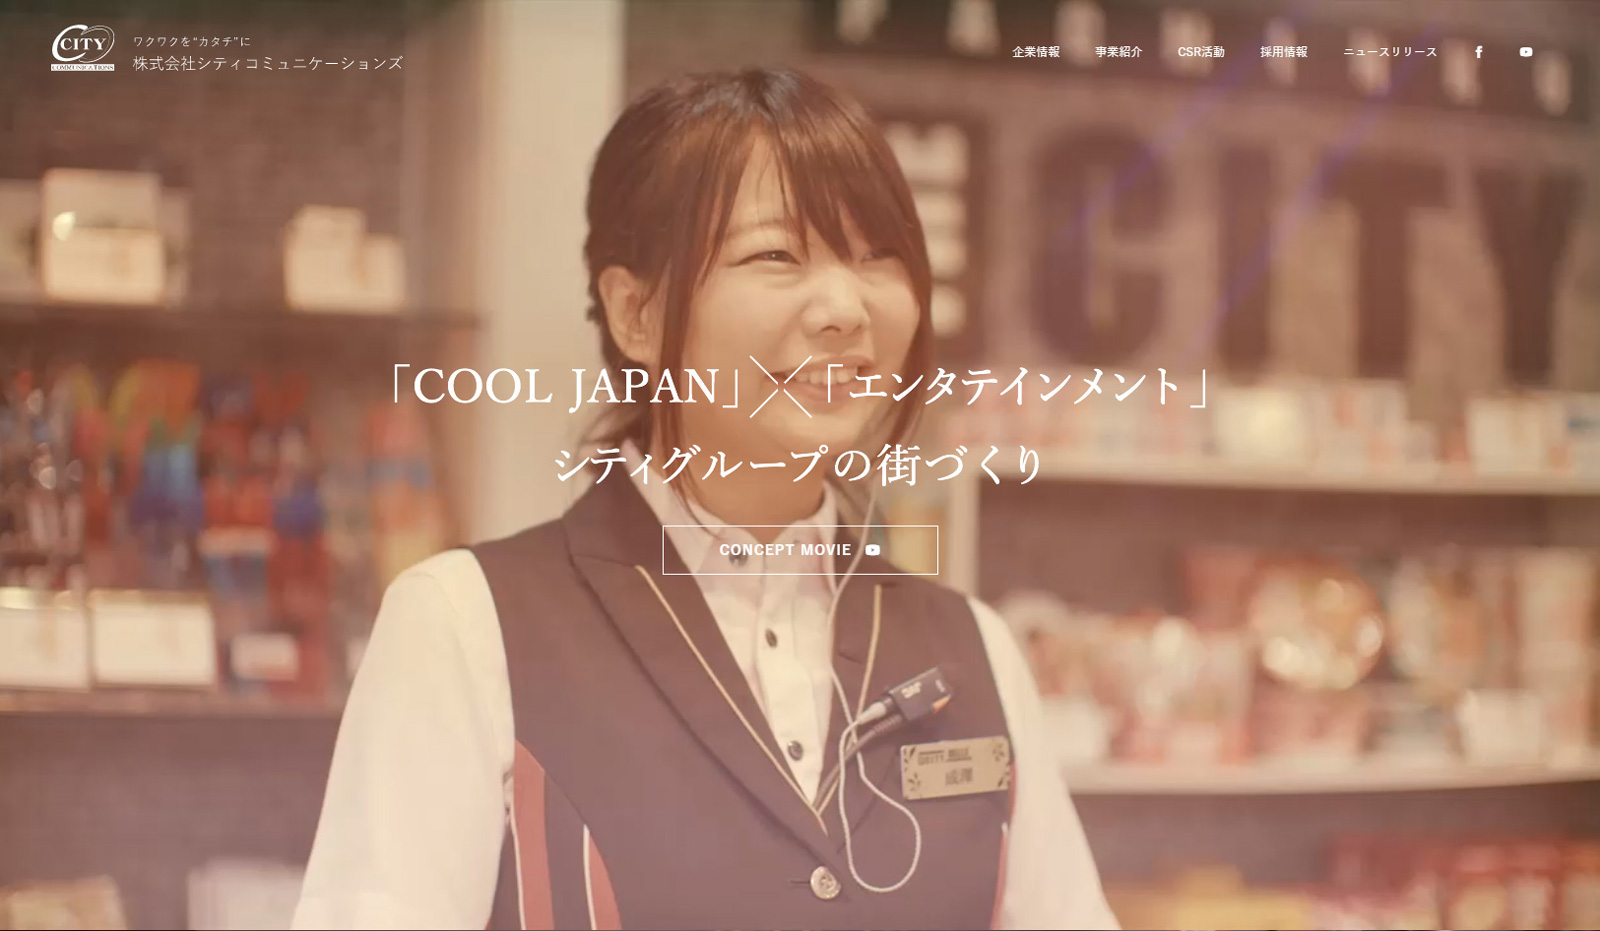 CITY
COMMUNICATIONS
ワクワクを“カタチ”に
株式会社シティコミュニケーションズ
企業情報
事業紹介
CSR活動
採用情報
ニュースリリース
CITY
「COOL JAPAN」×「エンタテインメント」
シティグループの街づくり
CONCEPT MOVIE
成澤